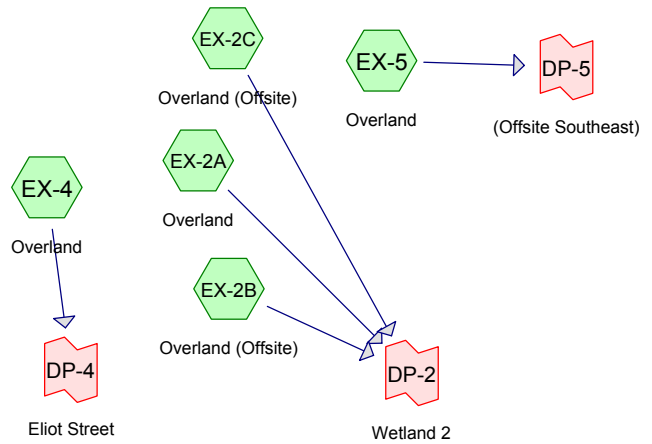 EX-2C
Overland (Offsite)
EX-5
Overland
DP-5
(Offsite Southeast)
EX-2A
Overland
EX-4
Overland
EX-2B
Overland (Offsite)
DP-4
Eliot Street
DP-2
Wetland 2